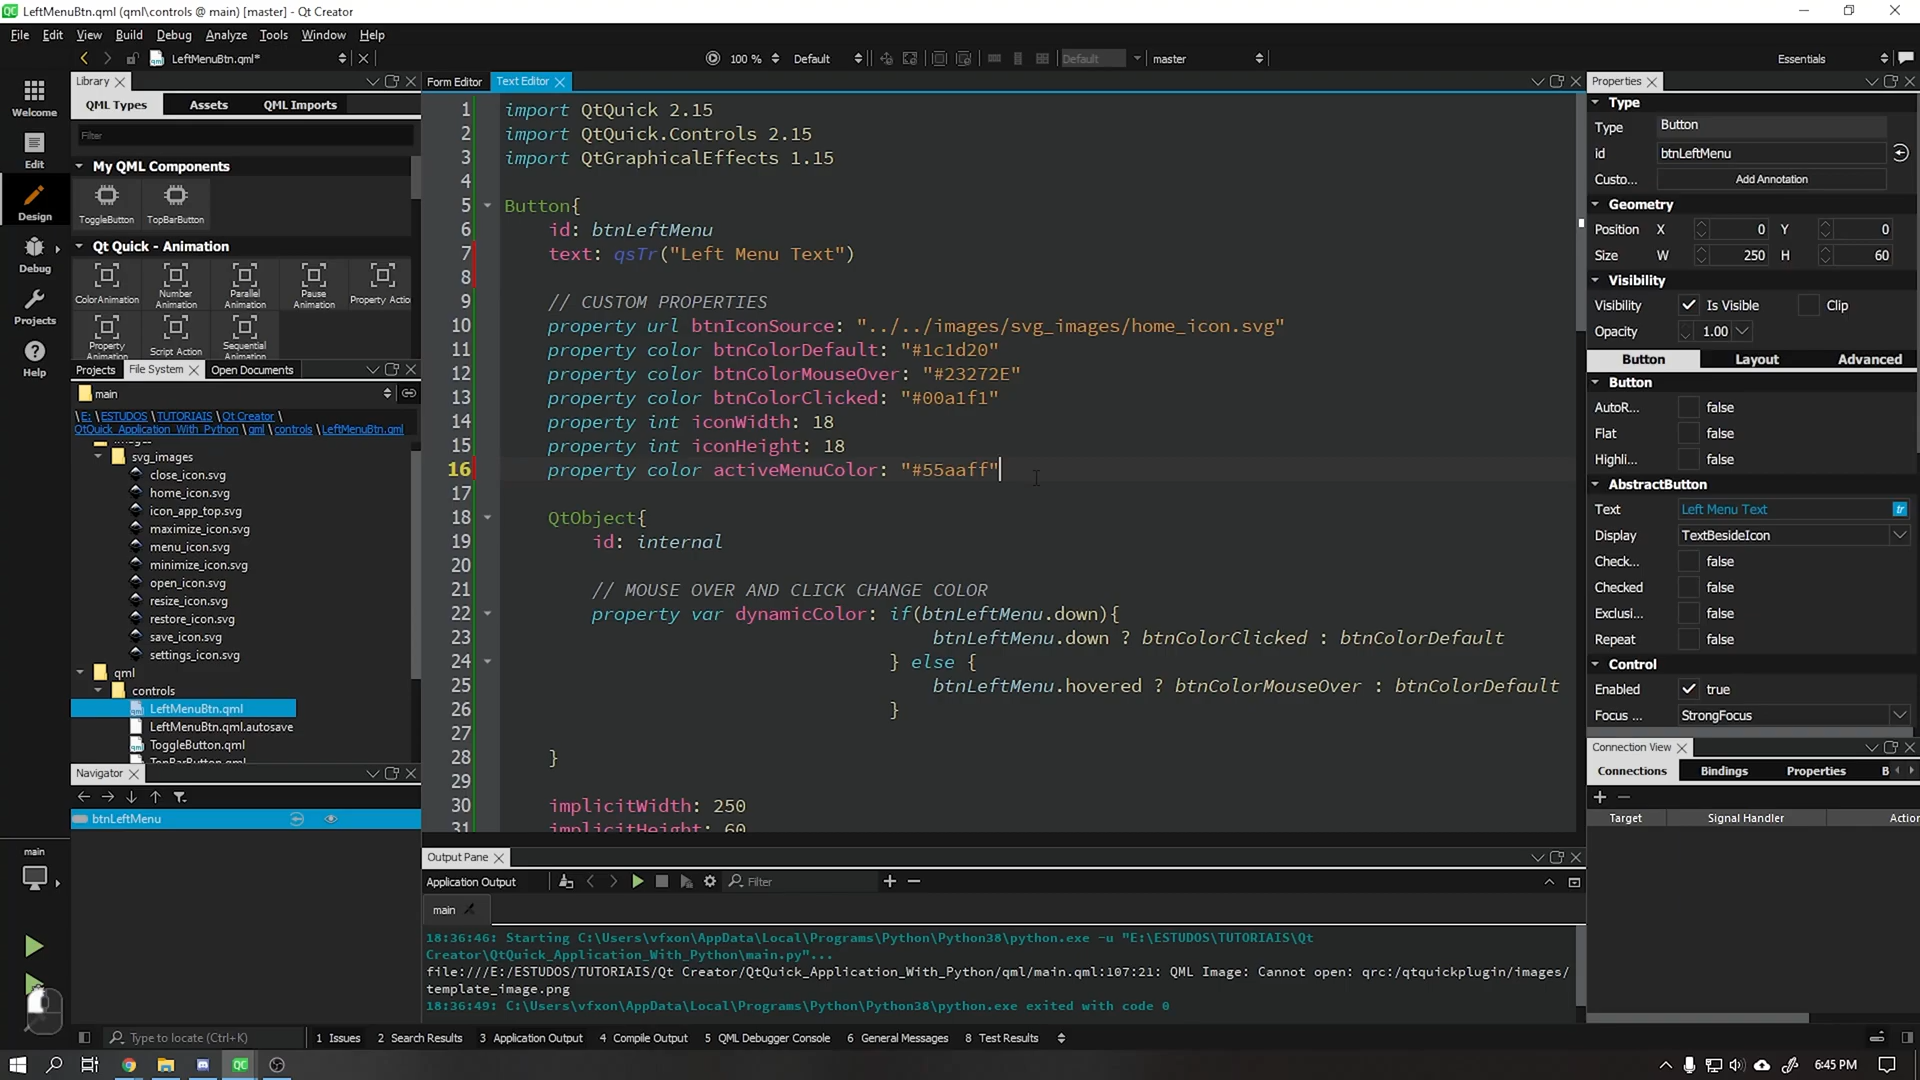 LeftMenuBtn.qml (qml\controls @ main) [master] - Qt Creator
File Edit View Build Debug Analyze Tools Window Help
LeftMenuBtn.qml* 100 % Default Default master Essentials
Library Form Editor Text Editor Properties
QML Types Assets QML Imports
Filter
My QML Components
ToggleButton TopBarButton
Qt Quick - Animation
ColorAnimation Number Animation Parallel Animation Pause Animation Property Actio
Property Animation Script Action Sequential Animation
Welcome
Edit
Design
Debug
Projects
Help
Projects File System Open Documents
main
\E: \ESTUDOS \TUTORIAIS \Qt Creator \
QtQuick_Application_With_Python \qml \controls \LeftMenuBtn.qml
svg_images
close_icon.svg
home_icon.svg
icon_app_top.svg
maximize_icon.svg
menu_icon.svg
minimize_icon.svg
open_icon.svg
resize_icon.svg
restore_icon.svg
save_icon.svg
settings_icon.svg
qml
controls
LeftMenuBtn.qml
LeftMenuBtn.qml.autosave
ToggleButton.qml
TopBarButton.qml
Navigator
btnLeftMenu
1 import QtQuick 2.15
2 import QtQuick.Controls 2.15
3 import QtGraphicalEffects 1.15
4
5 Button{
6 id: btnLeftMenu
7 text: qsTr("Left Menu Text")
8
9 // CUSTOM PROPERTIES
10 property url btnIconSource: "../../images/svg_images/home_icon.svg"
11 property color btnColorDefault: "#1c1d20"
12 property color btnColorMouseOver: "#23272E"
13 property color btnColorClicked: "#00a1f1"
14 property int iconWidth: 18
15 property int iconHeight: 18
16 property color activeMenuColor: "#55aaff"
17
18 QtObject{
19 id: internal
20
21 // MOUSE OVER AND CLICK CHANGE COLOR
22 property var dynamicColor: if(btnLeftMenu.down){
23 btnLeftMenu.down ? btnColorClicked : btnColorDefault
24 } else {
25 btnLeftMenu.hovered ? btnColorMouseOver : btnColorDefault
26 }
27
28 }
29
30 implicitWidth: 250
31 implicitHeight: 60
Type
Type Button
id btnLeftMenu
Custo... Add Annotation
Geometry
Position X 0 Y 0
Size W 250 H 60
Visibility
Visibility Is Visible Clip
Opacity 1.00
Button Layout Advanced
Button
AutoR... false
Flat false
Highli... false
AbstractButton
Text Left Menu Text tr
Display TextBesideIcon
Check... false
Checked false
Exclusi... false
Repeat false
Control
Enabled true
Focus ... StrongFocus
Connection View
Connections Bindings Properties B
Target Signal Handler Action
Output Pane
Application Output Filter
main
18:36:46: Starting C:\Users\vfxon\AppData\Local\Programs\Python\Python38\python.exe -u "E:\ESTUDOS\TUTORIAIS\Qt
Creator\QtQuick_Application_With_Python\main.py"...
file:///E:/ESTUDOS/TUTORIAIS/Qt Creator/QtQuick_Application_With_Python/qml/main.qml:107:21: QML Image: Cannot open: qrc:/qtquickplugin/images/
template_image.png
18:36:49: C:\Users\vfxon\AppData\Local\Programs\Python\Python38\python.exe exited with code 0
main
Type to locate (Ctrl+K) 1 Issues 2 Search Results 3 Application Output 4 Compile Output 5 QML Debugger Console 6 General Messages 8 Test Results
6:45 PM